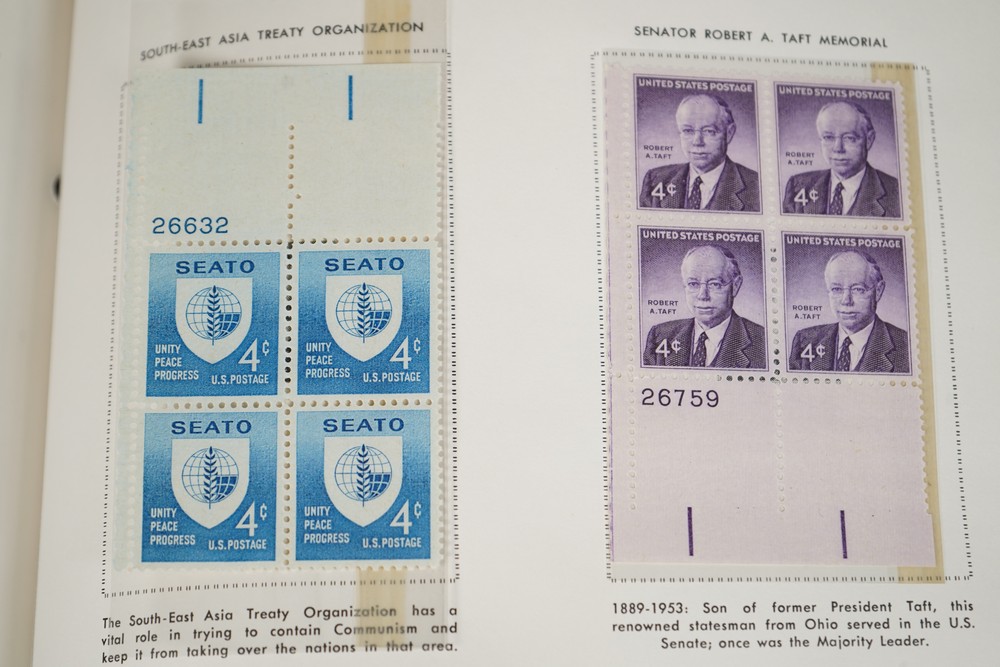 SOUTH-EAST ASIA TREATY ORGANIZATION
26632
SEATO
UNITY
PEACE
PROGRESS
4¢
U.S. POSTAGE
SEATO
UNITY
PEACE
PROGRESS
4¢
U.S. POSTAGE
SEATO
UNITY
PEACE
PROGRESS
4¢
U.S. POSTAGE
SEATO
UNITY
PEACE
PROGRESS
4¢
U.S. POSTAGE
The South-East Asia Treaty Organization has a
vital role in trying to contain Communism and
keep it from taking over the nations in that area.
SENATOR ROBERT A. TAFT MEMORIAL
UNITED STATES POSTAGE
ROBERT
A. TAFT
4¢
UNITED STATES POSTAGE
ROBERT
A. TAFT
4¢
UNITED STATES POSTAGE
ROBERT
A. TAFT
4¢
UNITED STATES POSTAGE
ROBERT
A. TAFT
4¢
26759
1889-1953: Son of former President Taft, this
renowned statesman from Ohio served in the U.S.
Senate; once was the Majority Leader.